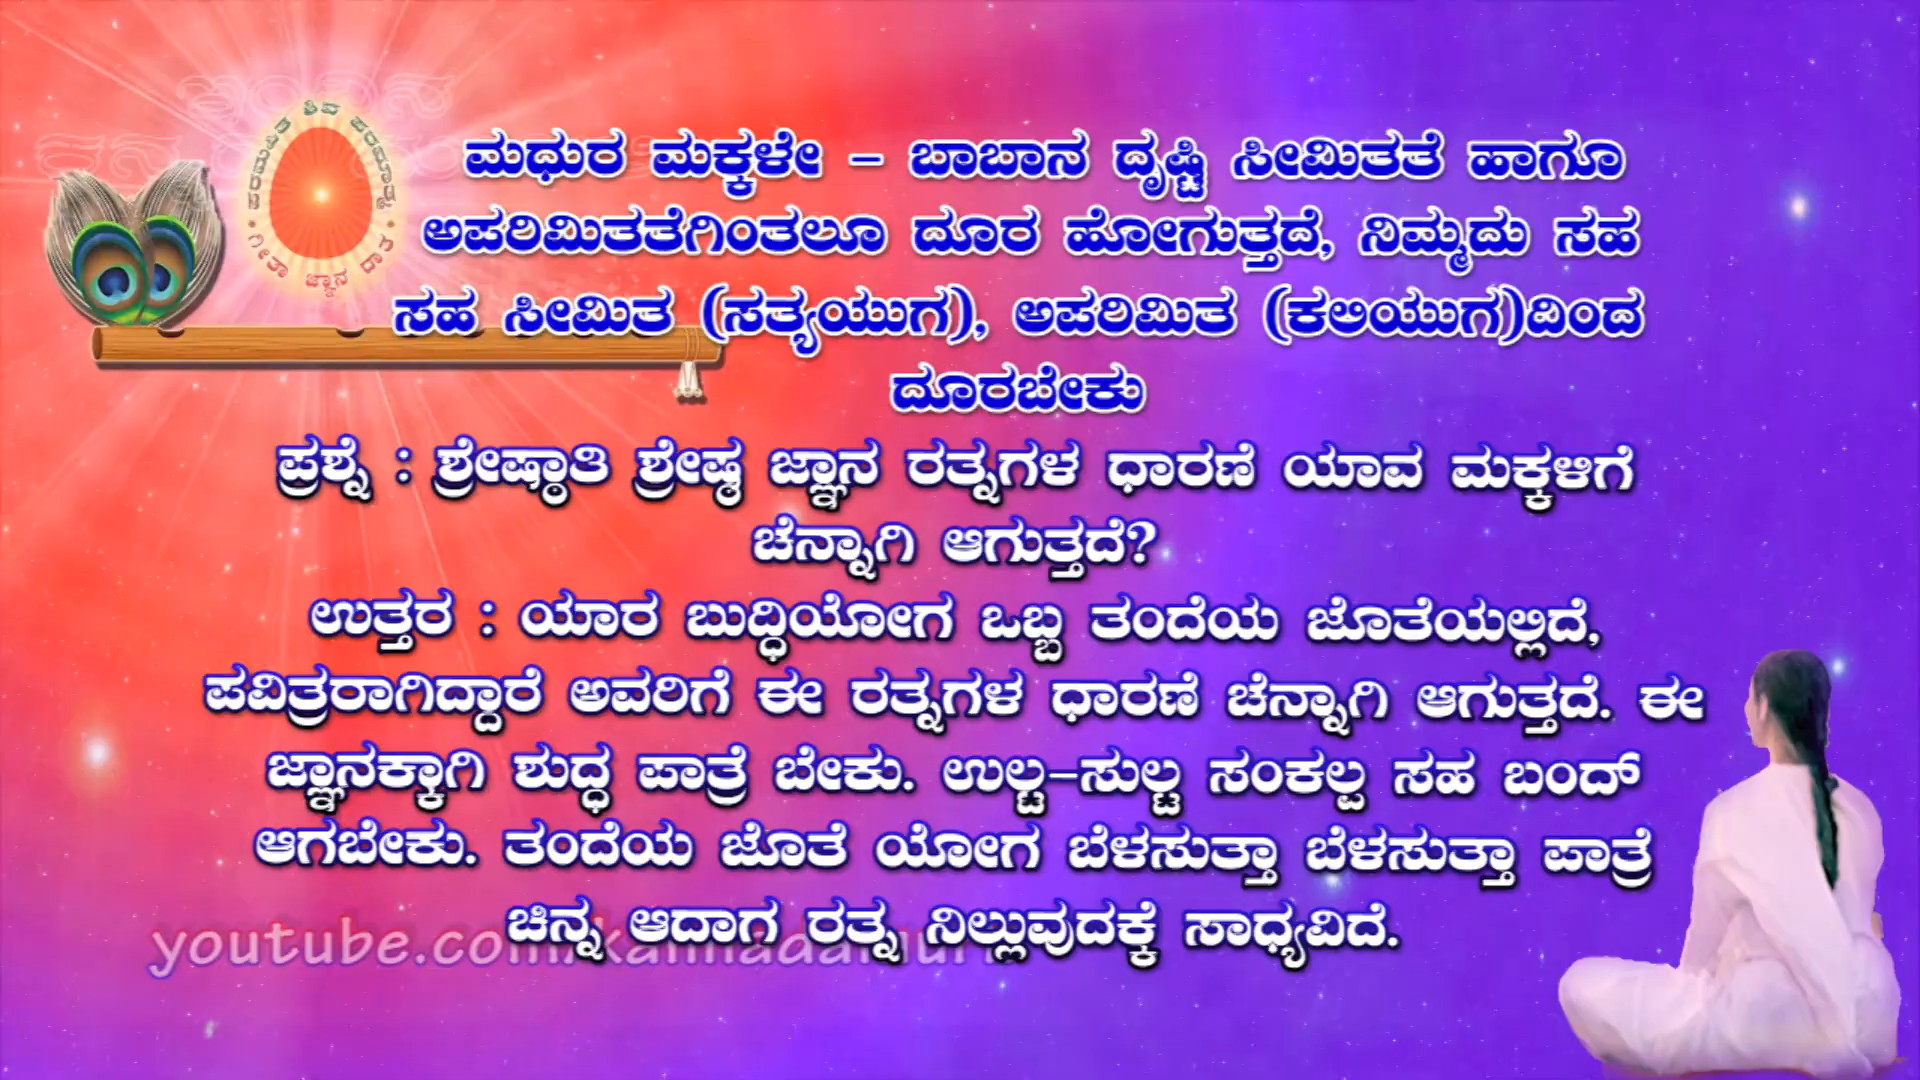 ಪರಮಪಿತ ಶಿವ ಪರಮಾತ್ಮ
ಗೀತಾ ಜ್ಞಾನ ದಾತ
ಮಧುರ ಮಕ್ಕಳೇ – ಬಾಬಾನ ದೃಷ್ಟಿ ಸೀಮಿತತೆ ಹಾಗೂ
ಅಪರಿಮಿತತೆಗಿಂತಲೂ ದೂರ ಹೋಗುತ್ತದೆ, ನಿಮ್ಮದು ಸಹ
ಸಹ ಸೀಮಿತ (ಸತ್ಯಯುಗ), ಅಪರಿಮಿತ (ಕಲಿಯುಗ)ದಿಂದ
ದೂರಬೇಕು
ಪ್ರಶ್ನೆ : ಶ್ರೇಷ್ಠಾತಿ ಶ್ರೇಷ್ಠ ಜ್ಞಾನ ರತ್ನಗಳ ಧಾರಣೆ ಯಾವ ಮಕ್ಕಳಿಗೆ
ಚೆನ್ನಾಗಿ ಆಗುತ್ತದೆ?
ಉತ್ತರ : ಯಾರ ಬುದ್ಧಿಯೋಗ ಒಬ್ಬ ತಂದೆಯ ಜೊತೆಯಲ್ಲಿದೆ,
ಪವಿತ್ರರಾಗಿದ್ದಾರೆ ಅವರಿಗೆ ಈ ರತ್ನಗಳ ಧಾರಣೆ ಚೆನ್ನಾಗಿ ಆಗುತ್ತದೆ. ಈ
ಜ್ಞಾನಕ್ಕಾಗಿ ಶುದ್ಧ ಪಾತ್ರೆ ಬೇಕು. ಉಲ್ಟ–ಸುಲ್ಟ ಸಂಕಲ್ಪ ಸಹ ಬಂದ್
ಆಗಬೇಕು. ತಂದೆಯ ಜೊತೆ ಯೋಗ ಬೆಳಸುತ್ತಾ ಬೆಳಸುತ್ತಾ ಪಾತ್ರೆ
ಚಿನ್ನ ಆದಾಗ ರತ್ನ ನಿಲ್ಲುವುದಕ್ಕೆ ಸಾಧ್ಯವಿದೆ.